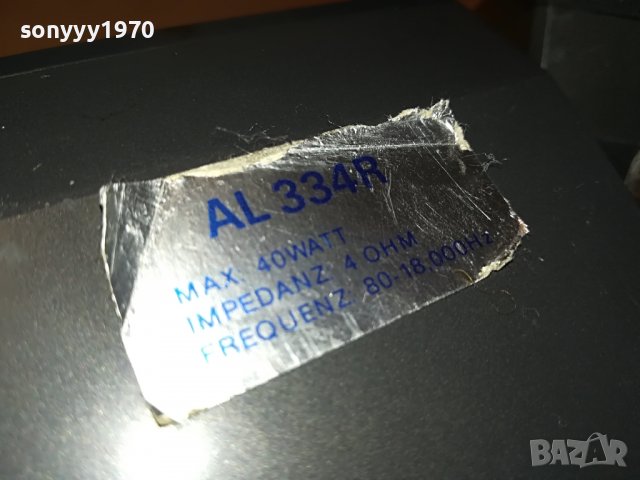 sonyyy1970
AL 334R
MAX. 40WATT
IMPEDANZ. 4 OHM
FREQUENZ. 80-18,000Hz
BAZAR